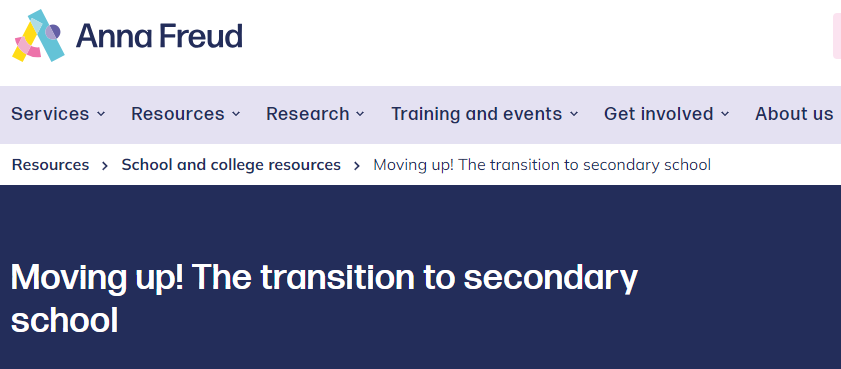 Anna Freud
Services Resources Research Training and events Get involved About us
Resources > School and college resources > Moving up! The transition to secondary school
Moving up! The transition to secondary
school